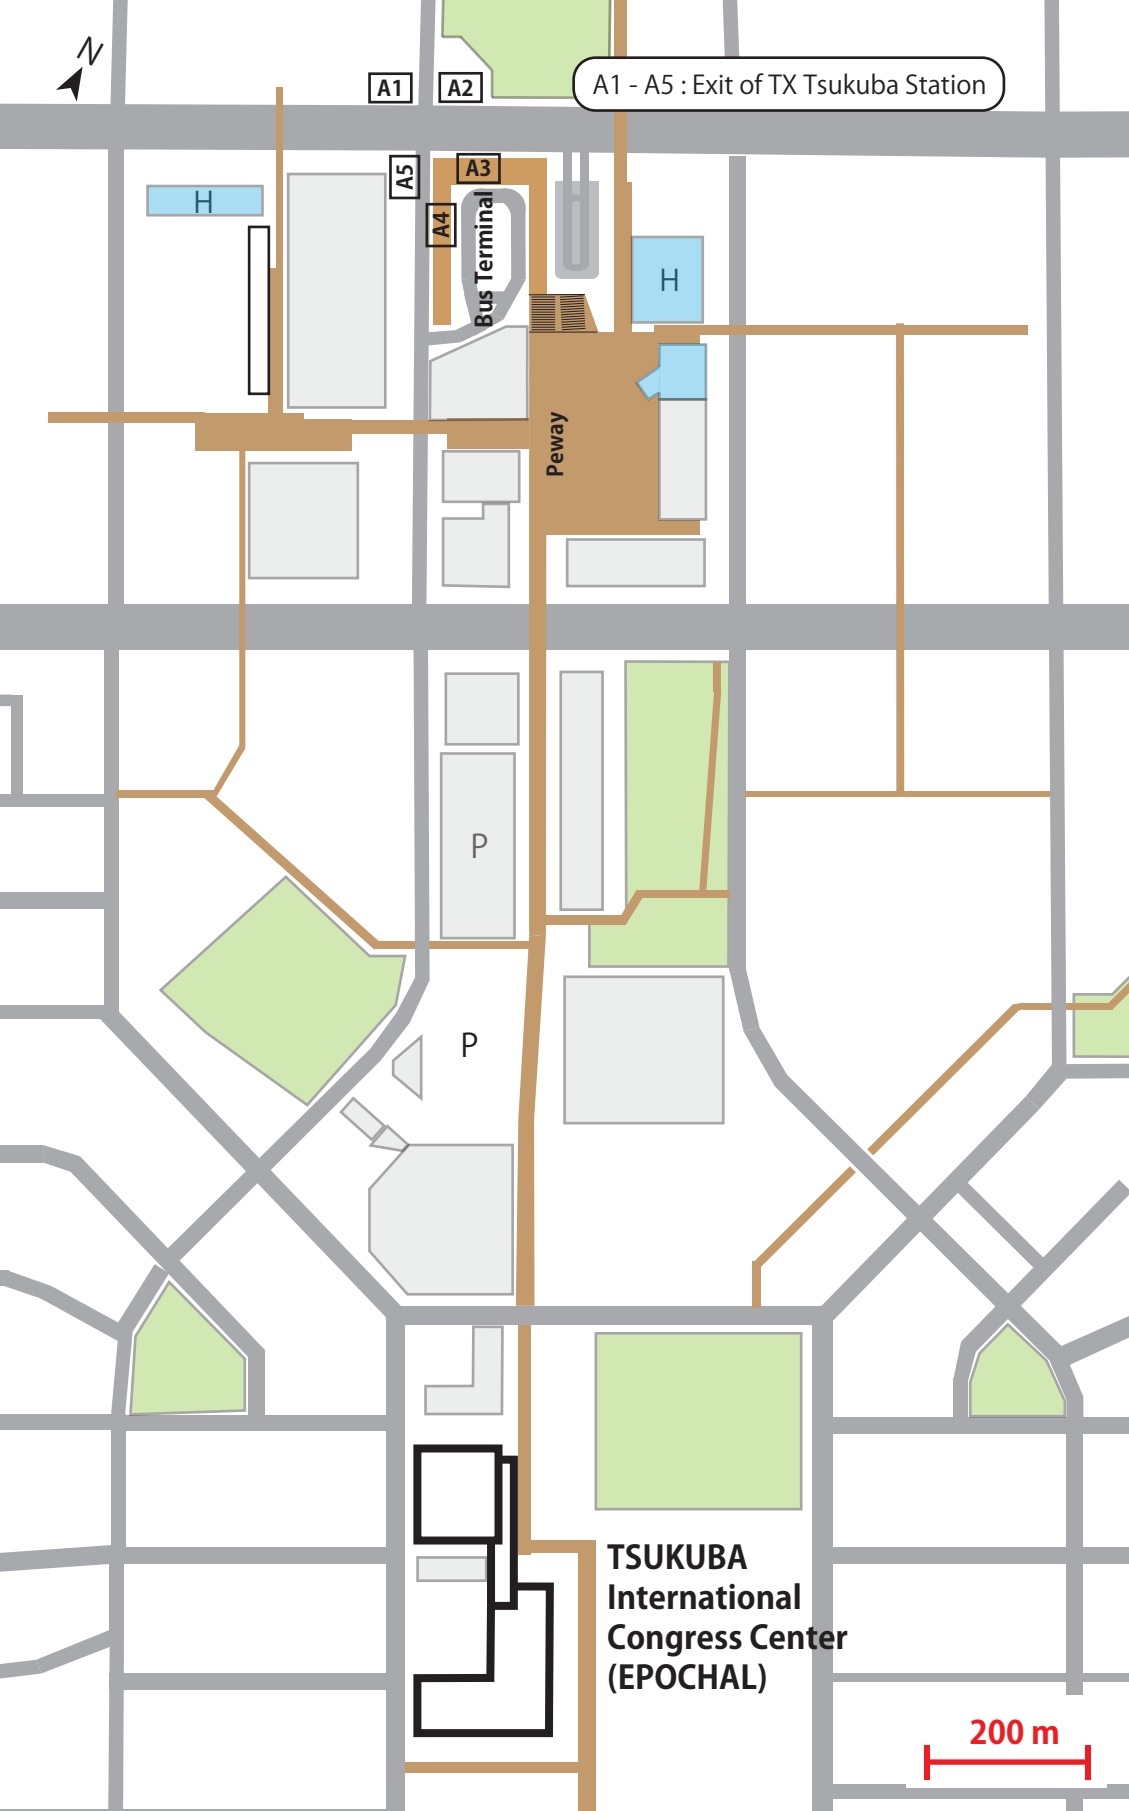 N
A1
A2
A1 - A5 : Exit of TX Tsukuba Station
A5
A3
A4
Bus Terminal
H
H
Peway
P
P
TSUKUBA
International
Congress Center
(EPOCHAL)
200 m